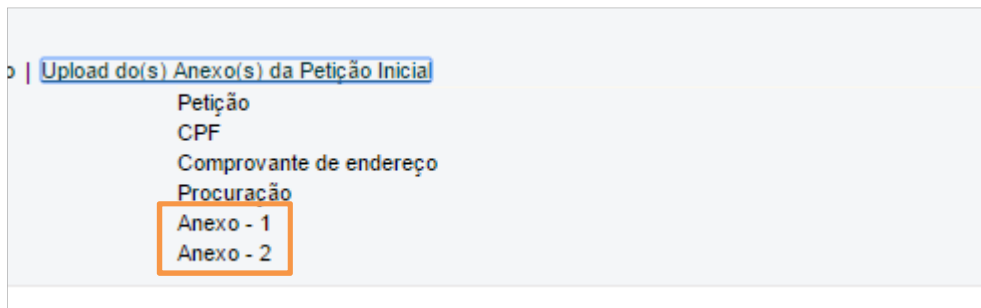 o | Upload do(s) Anexo(s) da Petição Inicial
Petição
CPF
Comprovante de endereço
Procuração
Anexo - 1
Anexo - 2